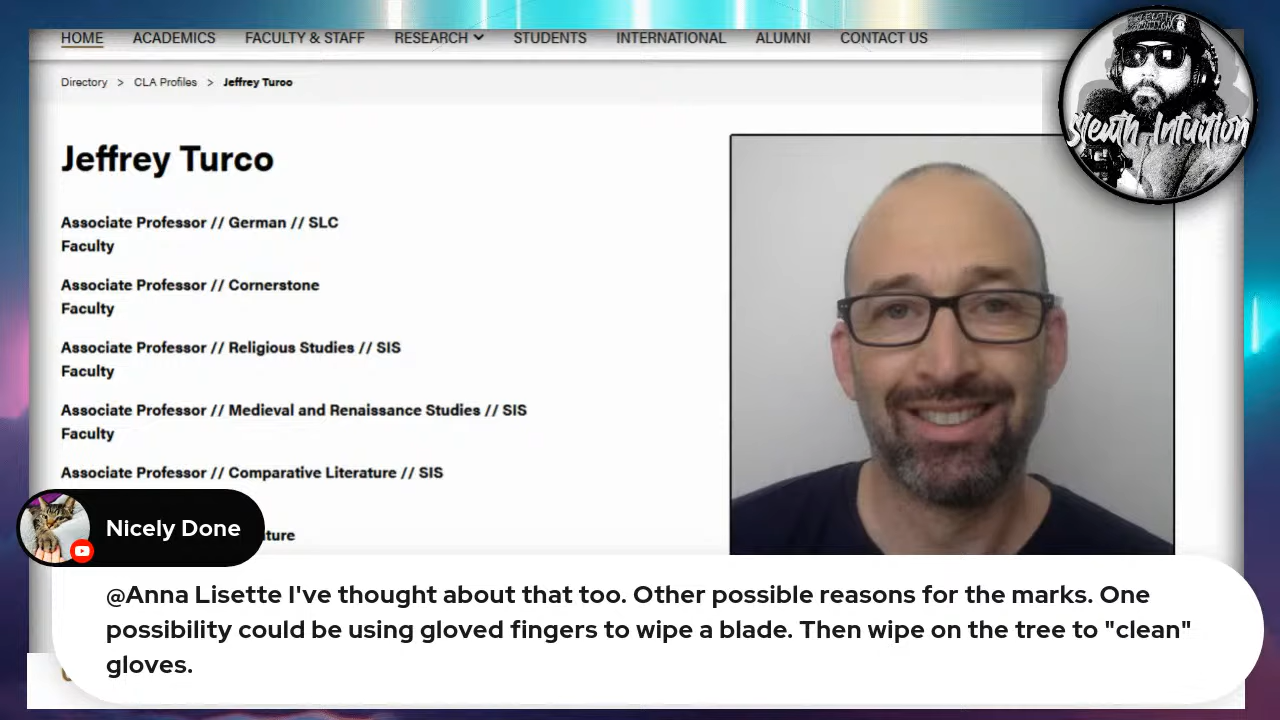 HOME ACADEMICS FACULTY & STAFF RESEARCH STUDENTS INTERNATIONAL ALUMNI CONTACT US
Directory > CLA Profiles > Jeffrey Turco
Sleuth Intuition
Jeffrey Turco
Associate Professor // German // SLC
Faculty
Associate Professor // Cornerstone
Faculty
Associate Professor // Religious Studies // SIS
Faculty
Associate Professor // Medieval and Renaissance Studies // SIS
Faculty
Associate Professor // Comparative Literature // SIS
Nicely Done
@Anna Lisette I've thought about that too. Other possible reasons for the marks. One
possibility could be using gloved fingers to wipe a blade. Then wipe on the tree to "clean"
gloves.